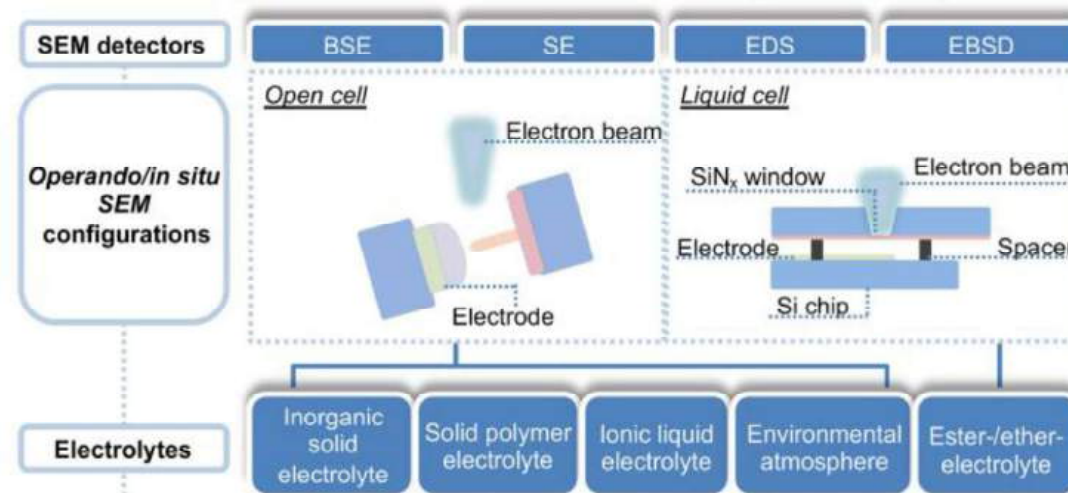 SEM detectors
BSE
SE
EDS
EBSD
Operando/in situ
SEM
configurations
Open cell
Electron beam
Electrode
Liquid cell
SiNₓ window
Electron beam
Electrode
Spacer
Si chip
Electrolytes
Inorganic
solid
electrolyte
Solid polymer
electrolyte
Ionic liquid
electrolyte
Environmental
atmosphere
Ester-/ether-
electrolyte